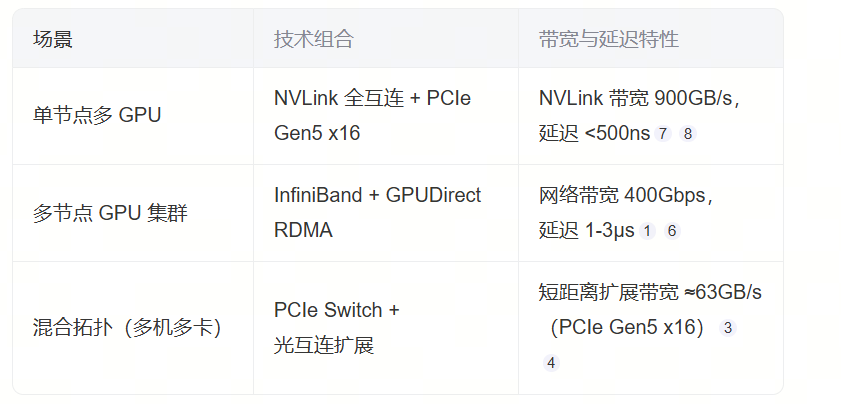 场景
技术组合
带宽与延迟特性
单节点多 GPU
NVLink 全互连 + PCIe
Gen5 x16
NVLink 带宽 900GB/s，
延迟 <500ns 7 8
多节点 GPU 集群
InfiniBand + GPUDirect
RDMA
网络带宽 400Gbps，
延迟 1-3μs 1 6
混合拓扑（多机多卡）
PCIe Switch +
光互连扩展
短距离扩展带宽 ≈63GB/s
（PCIe Gen5 x16） 3
4